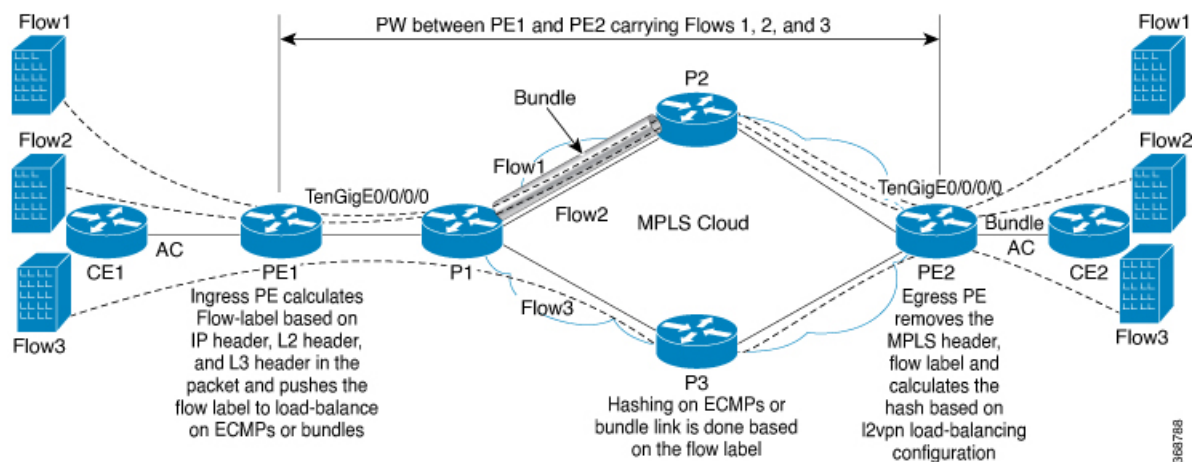 Flow1
PW between PE1 and PE2 carrying Flows 1, 2, and 3
Flow1
P2
Bundle
Flow2
Flow1
Flow2
TenGigE0/0/0/0
TenGigE0/0/0/0
Flow2
MPLS Cloud
Bundle
AC
AC
CE1
PE1
P1
PE2
CE2
Flow3
Flow3
Flow3
P3
Ingress PE calculates
Flow-label based on
IP header, L2 header,
and L3 header in the
packet and pushes the
flow label to load-balance
on ECMPs or bundles
Hashing on ECMPs or
bundle link is done based
on the flow label
Egress PE
removes the
MPLS header,
flow label and
calculates the
hash based on
l2vpn load-balancing
configuration
368788